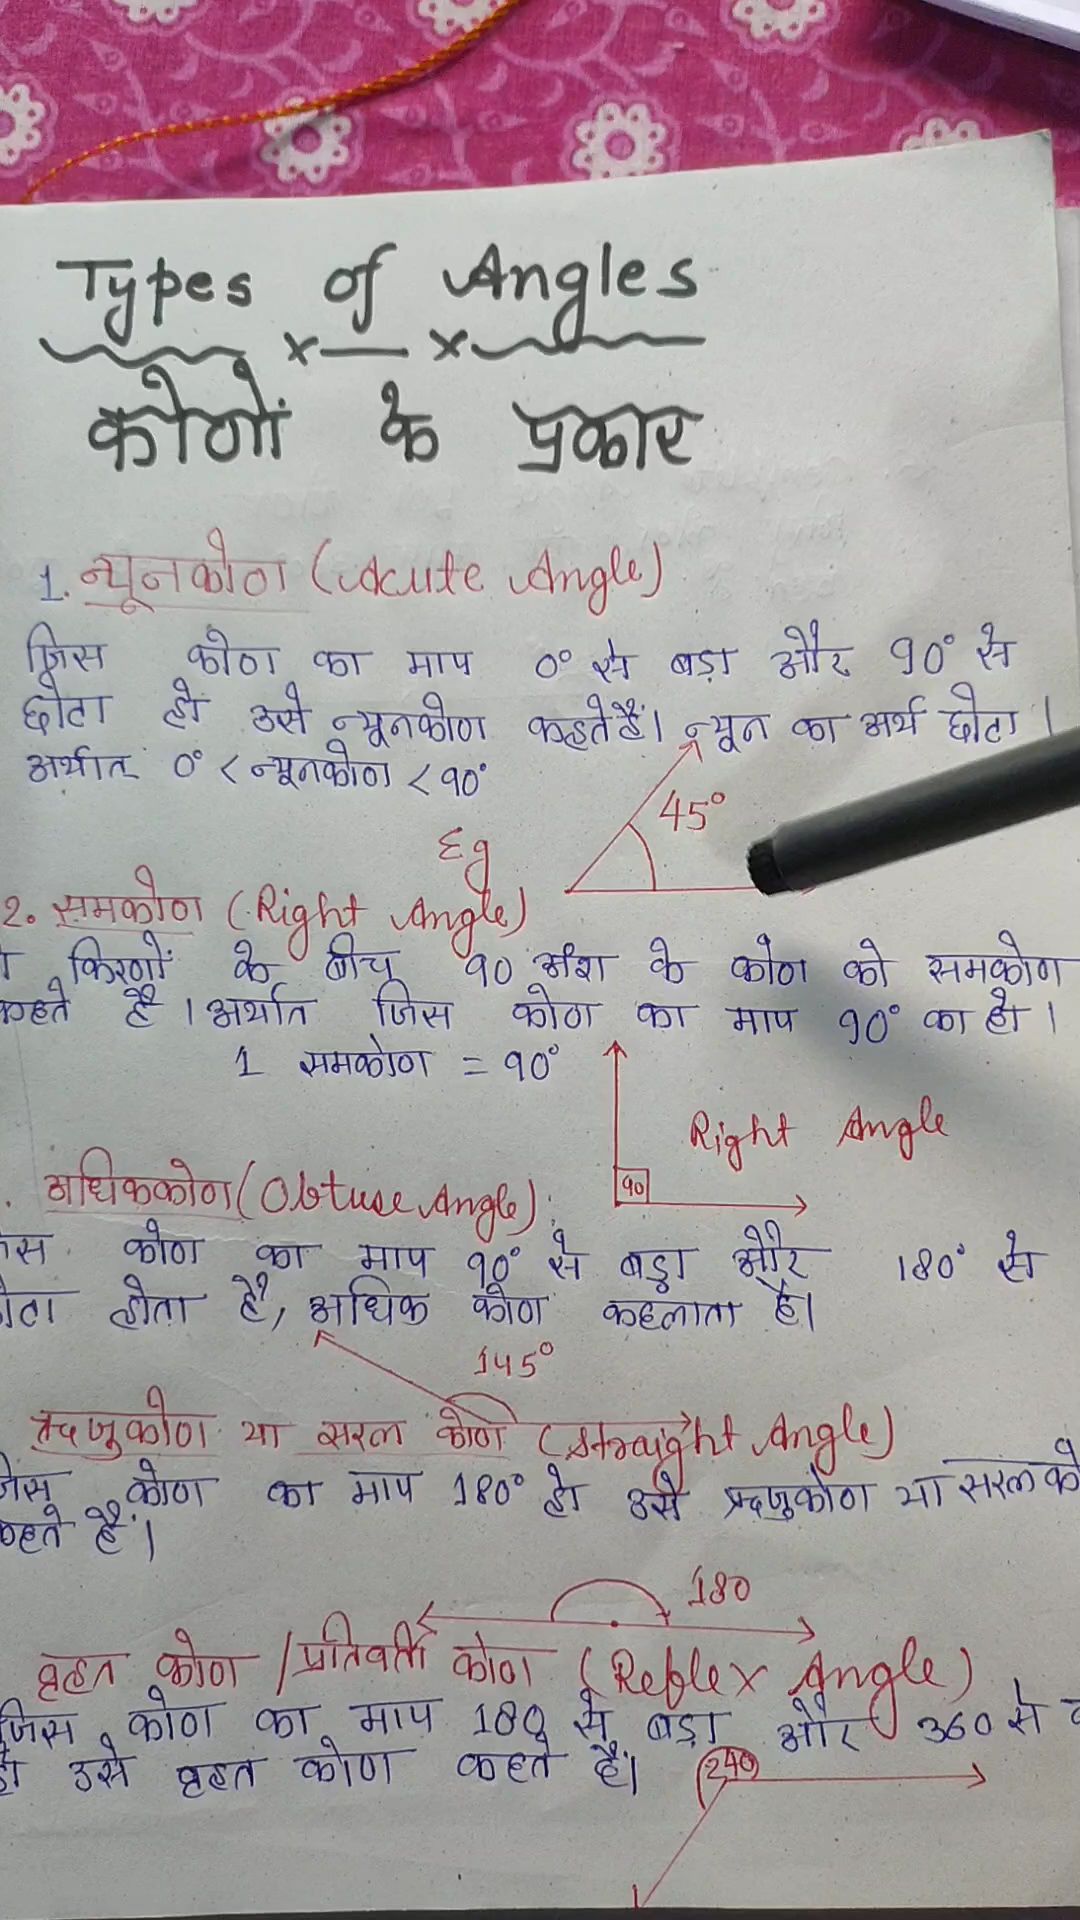 Types of Angles
कोणों के प्रकार
1. न्यूनकोण (Acute Angle)
जिस कोण का माप 0° से बड़ा और 90° से
छोटा हो उसे न्यूनकोण कहते हैं। न्यून का अर्थ छोटा।
अर्थात् 0° < न्यूनकोण < 90°
45°
Eg
2. समकोण (Right Angle)
किरणों के बीच 90 अंश के कोण को समकोण
कहते है। अर्थात जिस कोण का माप 90° का हो।
1 समकोण = 90°
Right Angle
90
अधिककोण (Obtuse Angle)
कोण का माप 90° से बड़ा और 180° से
होता है, अधिक कोण कहलाता है।
145°
ऋजुकोण या सरल कोण (Straight Angle)
जिस कोण का माप 180° हो उसे ऋजुकोण या सरल को
कहते हैं।
180
वृहत कोण / प्रतिवर्ती कोण (Reflex Angle)
जिस कोण का माप 180 से बड़ा और 360 से
हो उसे वृहत कोण कहते हैं।
240